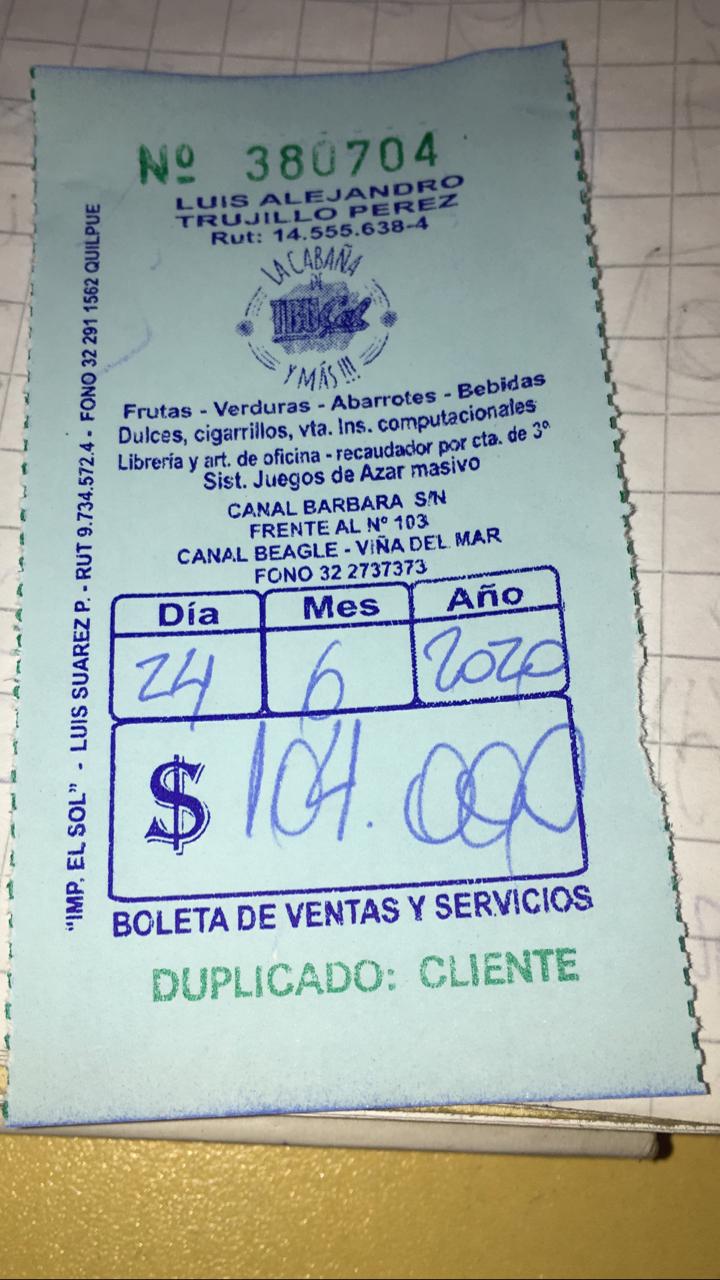 Nº 380704
LUIS ALEJANDRO
TRUJILLO PEREZ
Rut: 14.555.638-4
LA CABAÑA
DE
Y MÁS!!!
Frutas - Verduras - Abarrotes - Bebidas
Dulces, cigarrillos, vta. Ins. computacionales
Librería y art. de oficina - recaudador por cta. de 3º
Sist. Juegos de Azar masivo
CANAL BARBARA S/N
FRENTE AL Nº 103
CANAL BEAGLE - VIÑA DEL MAR
FONO 32 2737373
Día Mes Año
24 6 2020
$ 104.000
BOLETA DE VENTAS Y SERVICIOS
DUPLICADO: CLIENTE
"IMP. EL SOL" - LUIS SUAREZ P. - RUT 9.734.572.4 - FONO 32 291 1562 QUILPUE